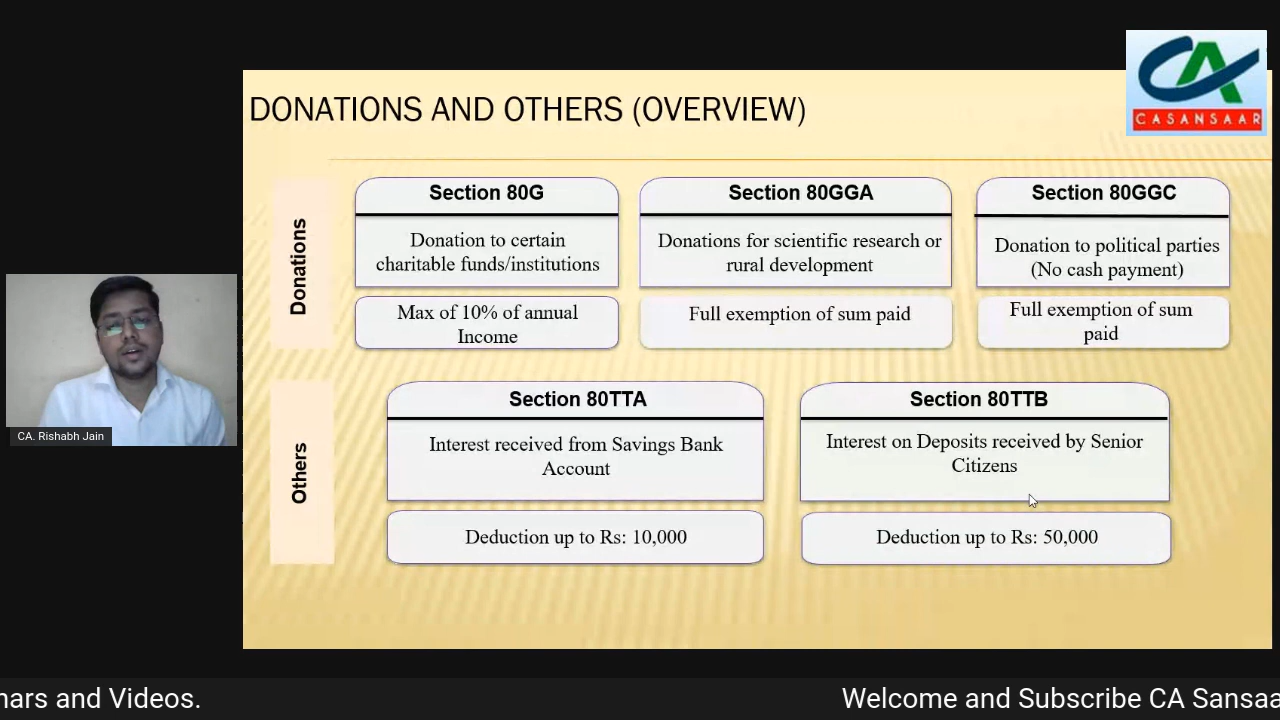 CASANSAAR
DONATIONS AND OTHERS (OVERVIEW)
Donations
Section 80G
Donation to certain
charitable funds/institutions
Max of 10% of annual
Income
Section 80GGA
Donations for scientific research or
rural development
Full exemption of sum paid
Section 80GGC
Donation to political parties
(No cash payment)
Full exemption of sum
paid
Others
Section 80TTA
Interest received from Savings Bank
Account
Deduction up to Rs: 10,000
Section 80TTB
Interest on Deposits received by Senior
Citizens
Deduction up to Rs: 50,000
CA. Rishabh Jain
nars and Videos.
Welcome and Subscribe CA Sansaa